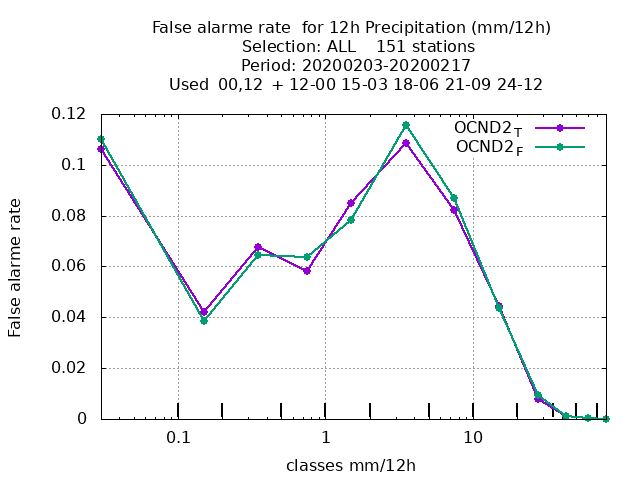 False alarme rate  for 12h Precipitation (mm/12h)
Selection: ALL    151 stations
Period: 20200203-20200217
Used  00,12  + 12-00 15-03 18-06 21-09 24-12
0.12
OCND2T
OCND2F
0.1
0.08
0.06
0.04
0.02
0
False alarme rate
0.1 1 10
classes mm/12h